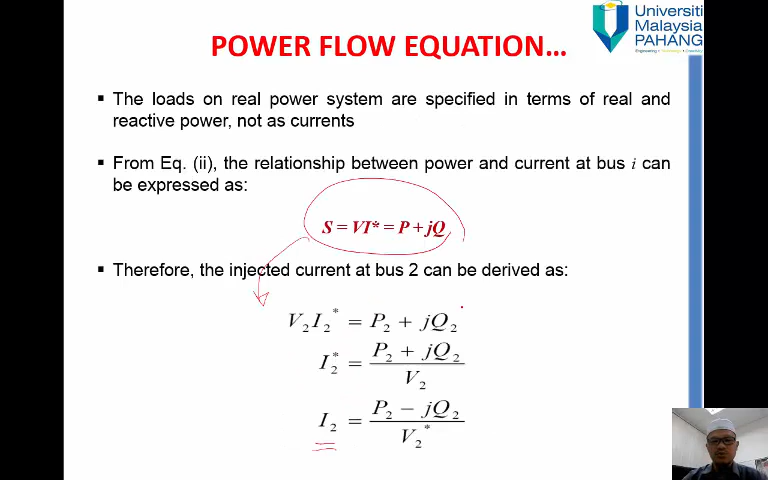 Universiti
Malaysia
PAHANG
POWER FLOW EQUATION...
▪ The loads on real power system are specified in terms of real and
reactive power, not as currents
▪ From Eq. (ii), the relationship between power and current at bus i can
be expressed as:
S = VI* = P + jQ
▪ Therefore, the injected current at bus 2 can be derived as:
V₂I₂* = P₂ + jQ₂
I₂* = (P₂ + jQ₂) / V₂
I₂ = (P₂ − jQ₂) / V₂*